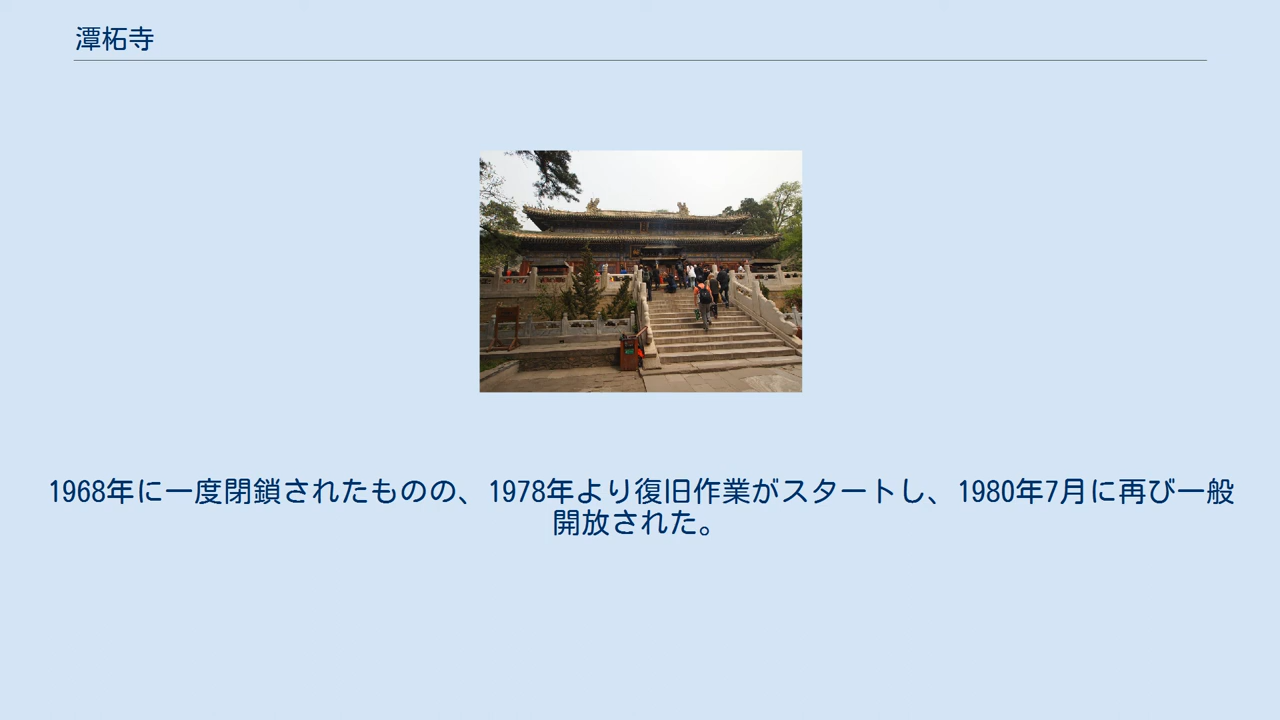 潭柘寺
1968年に一度閉鎖されたものの、1978年より復旧作業がスタートし、1980年7月に再び一般
開放された。